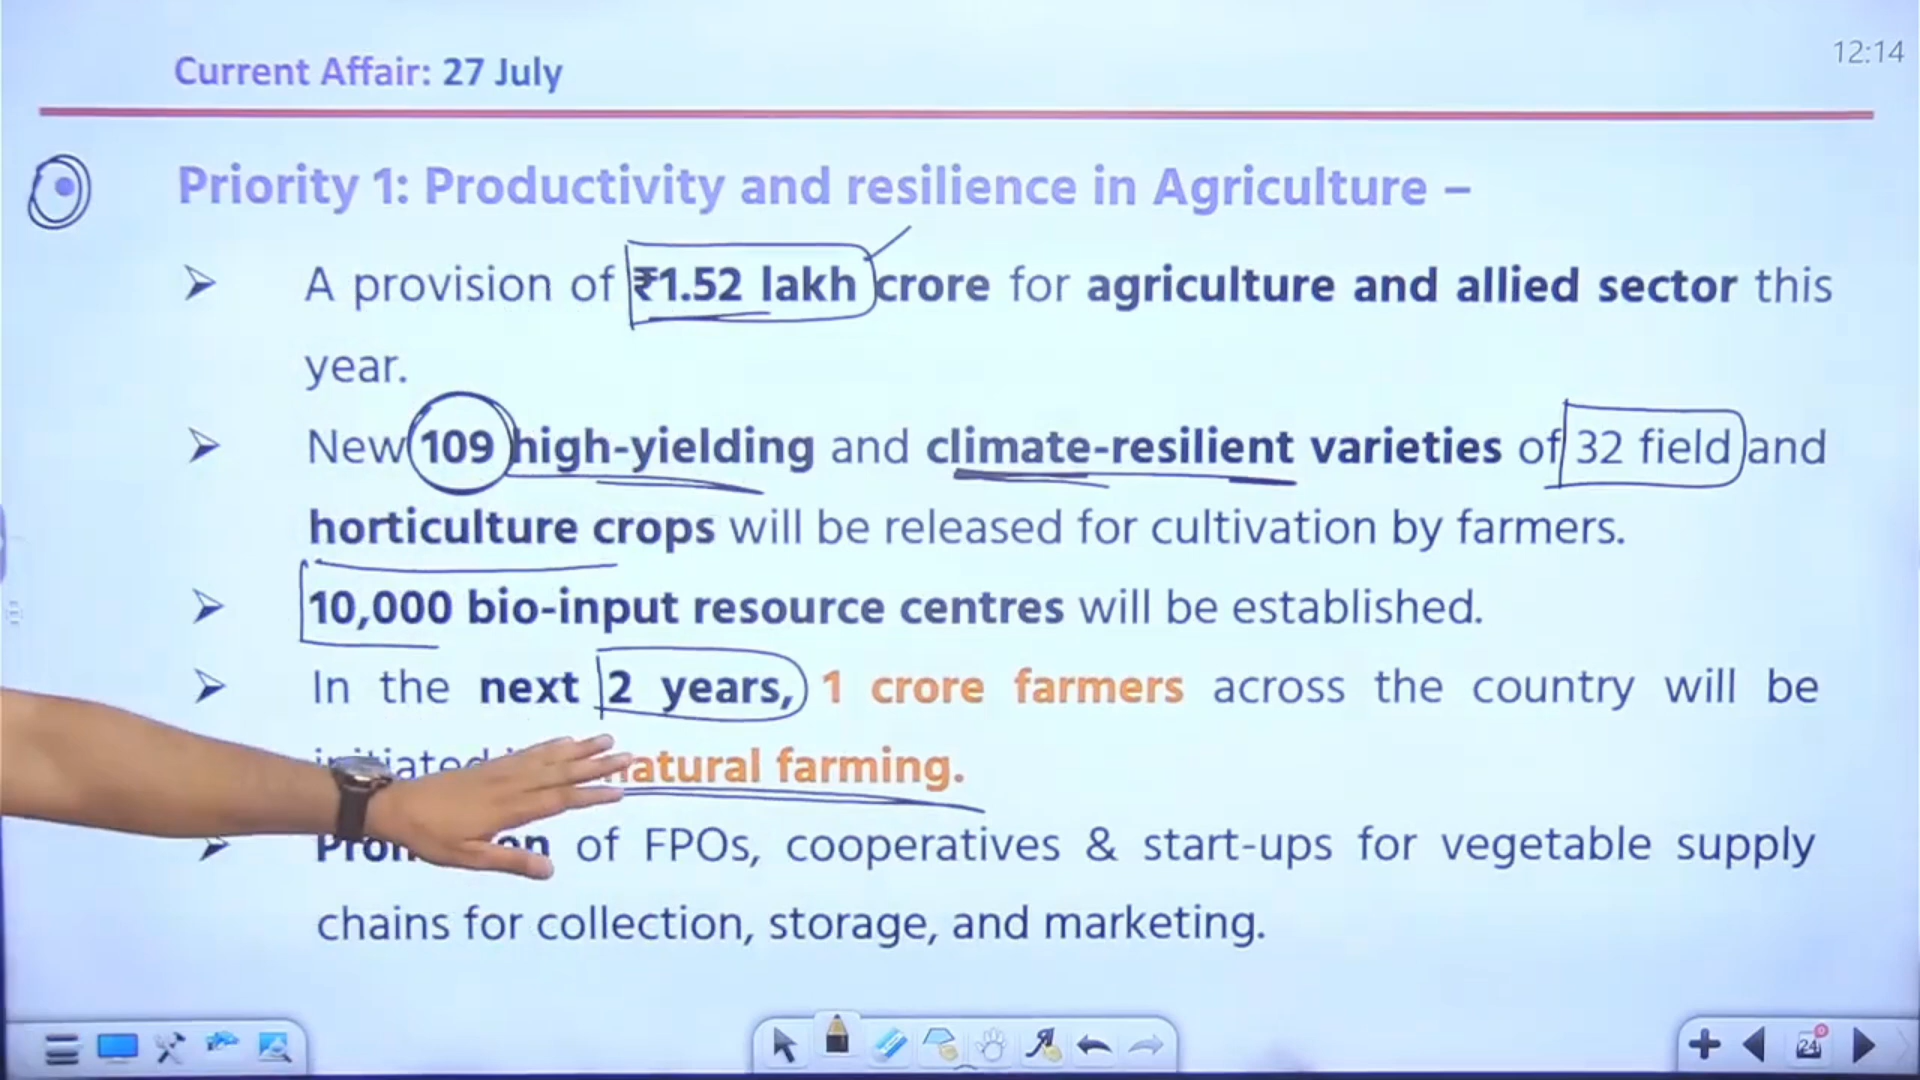 12:14
Current Affair: 27 July
Priority 1: Productivity and resilience in Agriculture –
A provision of ₹1.52 lakh crore for agriculture and allied sector this
year.
New 109 high-yielding and climate-resilient varieties of 32 field and
horticulture crops will be released for cultivation by farmers.
10,000 bio-input resource centres will be established.
In the next 2 years, 1 crore farmers across the country will be
natural farming.
of FPOs, cooperatives & start-ups for vegetable supply
chains for collection, storage, and marketing.
24